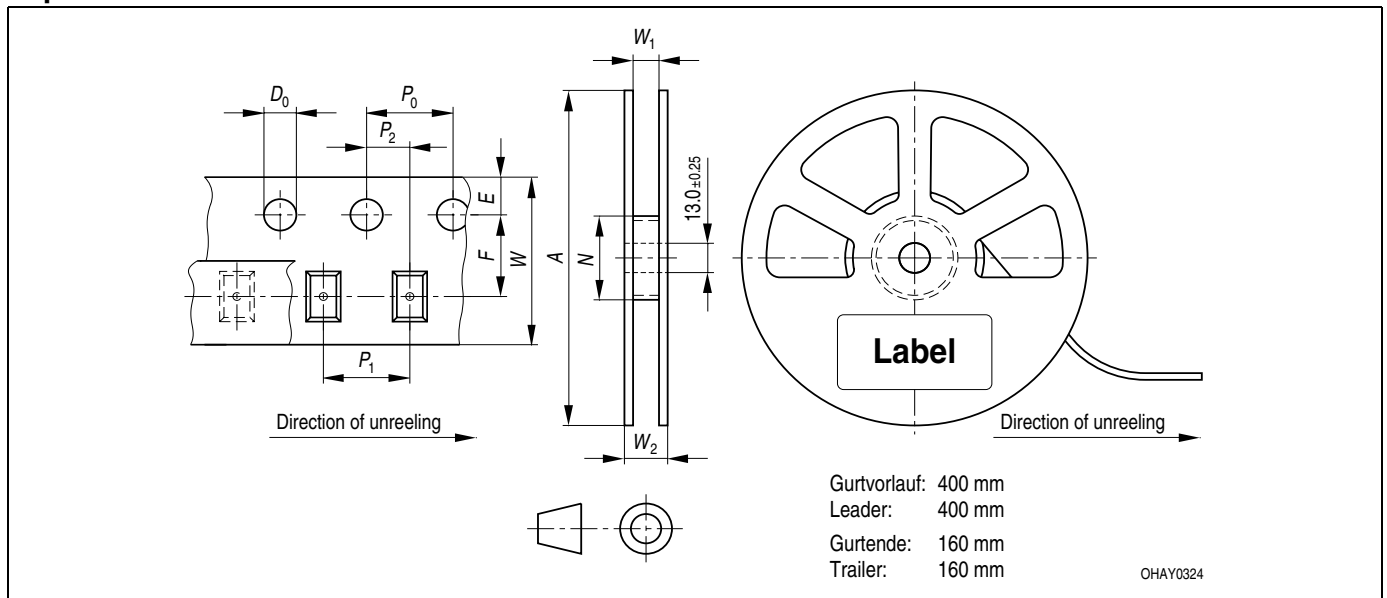 W1
D0
P0
P2
E
F
W
A
N
13.0±0.25
Label
P1
Direction of unreeling
Direction of unreeling
W2
Gurtvorlauf: 400 mm
Leader: 400 mm
Gurtende: 160 mm
Trailer: 160 mm
OHAY0324